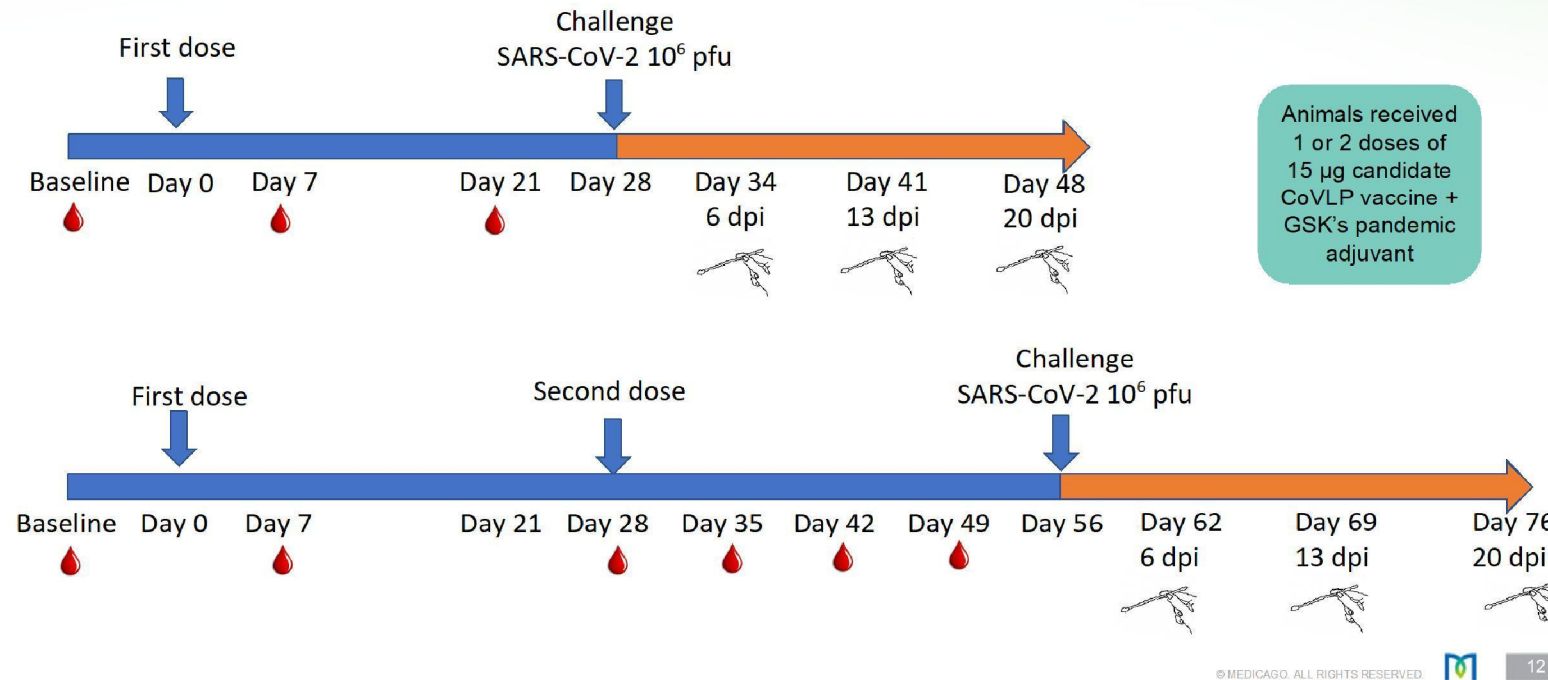 Challenge
First dose
SARS-CoV-2 10⁶ pfu
Baseline Day 0 Day 7 Day 21 Day 28 Day 34 Day 41 Day 48
6 dpi 13 dpi 20 dpi
Animals received
1 or 2 doses of
15 µg candidate
CoVLP vaccine +
GSK's pandemic
adjuvant
Challenge
First dose Second dose SARS-CoV-2 10⁶ pfu
Baseline Day 0 Day 7 Day 21 Day 28 Day 35 Day 42 Day 49 Day 56 Day 62 Day 69 Day 76
6 dpi 13 dpi 20 dpi
© MEDICAGO. ALL RIGHTS RESERVED. 12